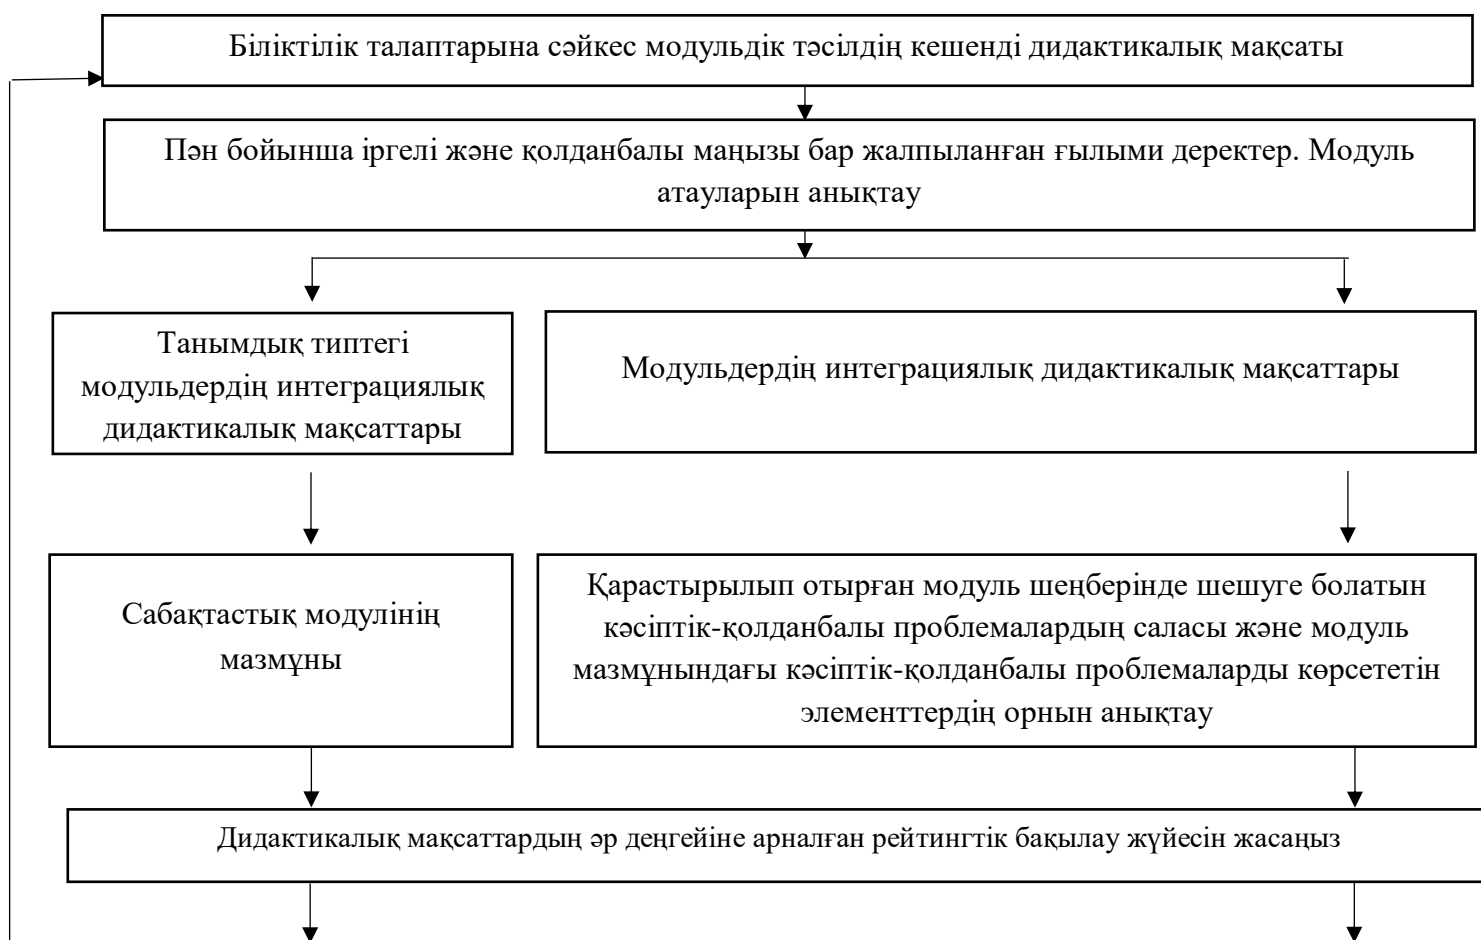 Біліктілік талаптарына сәйкес модульдік тәсілдің кешенді дидактикалық мақсаты
Пән бойынша іргелі және қолданбалы маңызы бар жалпыланған ғылыми деректер. Модуль
атауларын анықтау
Танымдық типтегі
модульдердің интеграциялық
дидактикалық мақсаттары
Модульдердің интеграциялық дидактикалық мақсаттары
Сабақтастық модулінің
мазмұны
Қарастырылып отырған модуль шеңберінде шешуге болатын
кәсіптік-қолданбалы проблемалардың саласы және модуль
мазмұнындағы кәсіптік-қолданбалы проблемаларды көрсететін
элементтердің орнын анықтау
Дидактикалық мақсаттардың әр деңгейіне арналған рейтингтік бақылау жүйесін жасаңыз